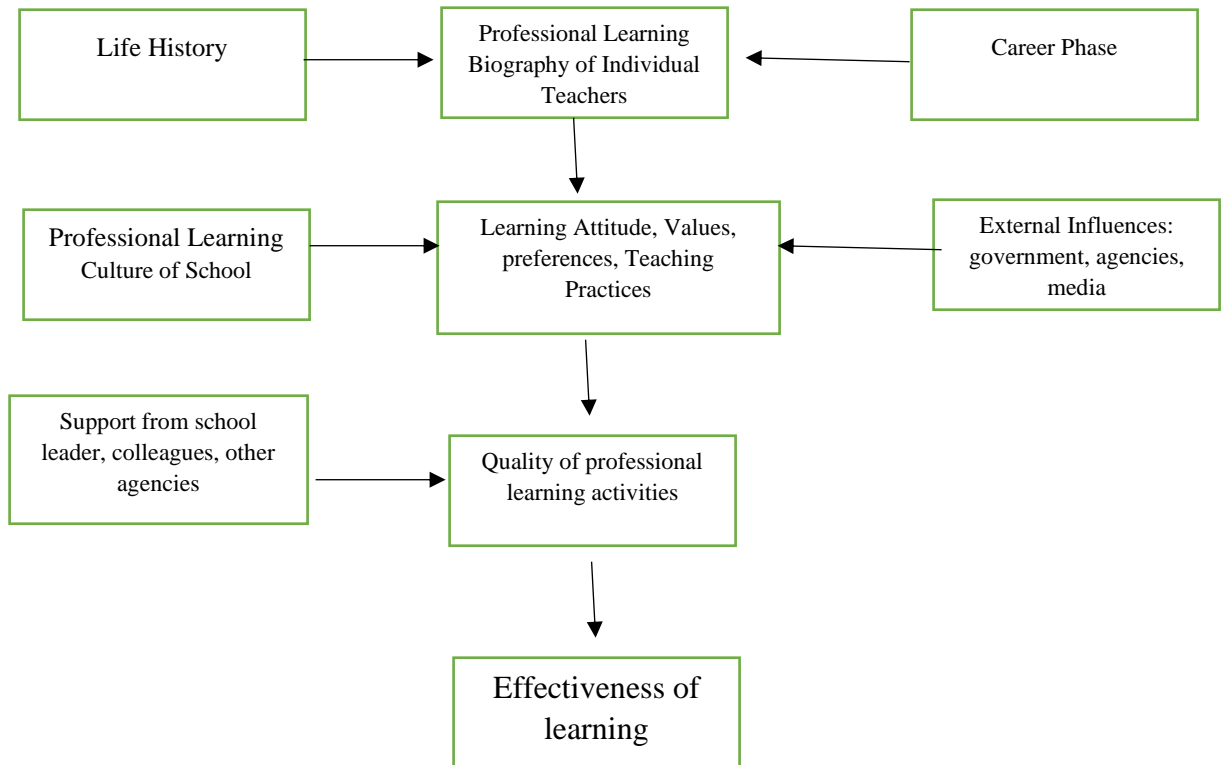 Life History
Professional Learning
Biography of Individual
Teachers
Career Phase
Professional Learning
Culture of School
Learning Attitude, Values,
preferences, Teaching
Practices
External Influences:
government, agencies,
media
Support from school
leader, colleagues, other
agencies
Quality of professional
learning activities
Effectiveness of
learning